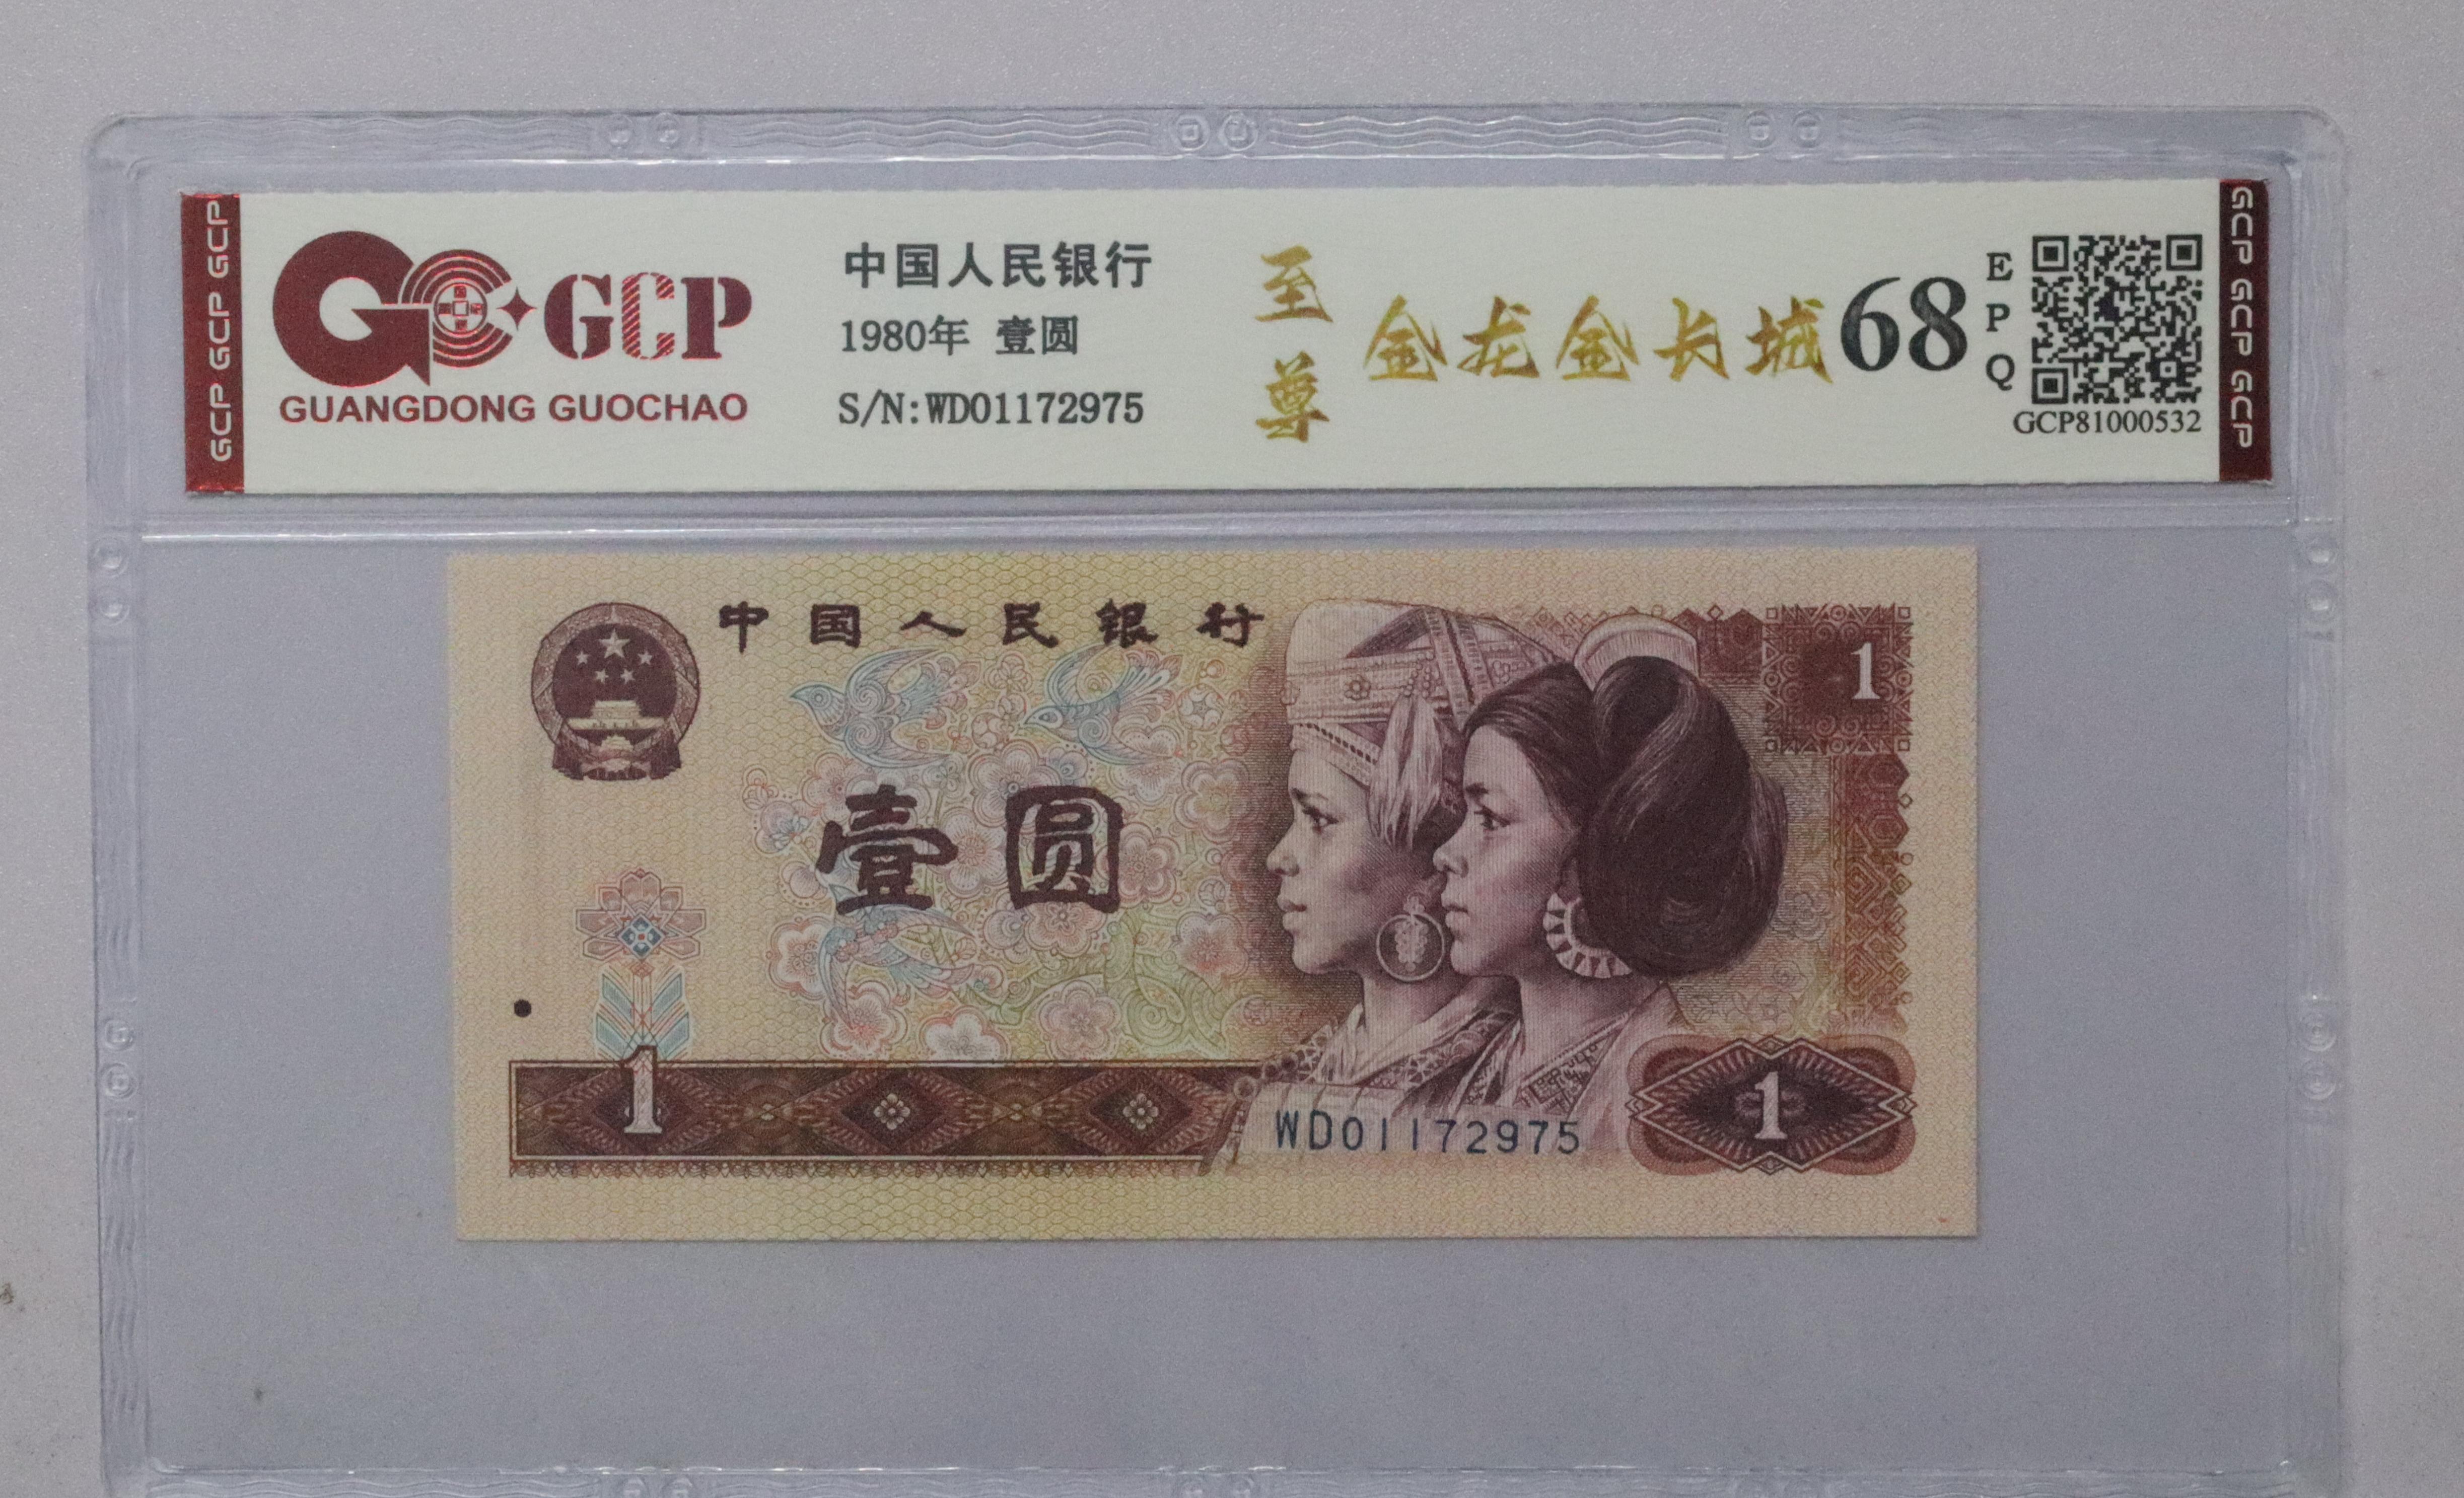 GCP GCP GCP
GCP
GUANGDONG GUOCHAO
中国人民银行
1980年 壹圆
S/N:WD01172975
至尊
金龙金长城
68
EPQ
GCP81000532
GCP GCP GCP
中国人民银行
1
壹圆
1
WD01172975
1